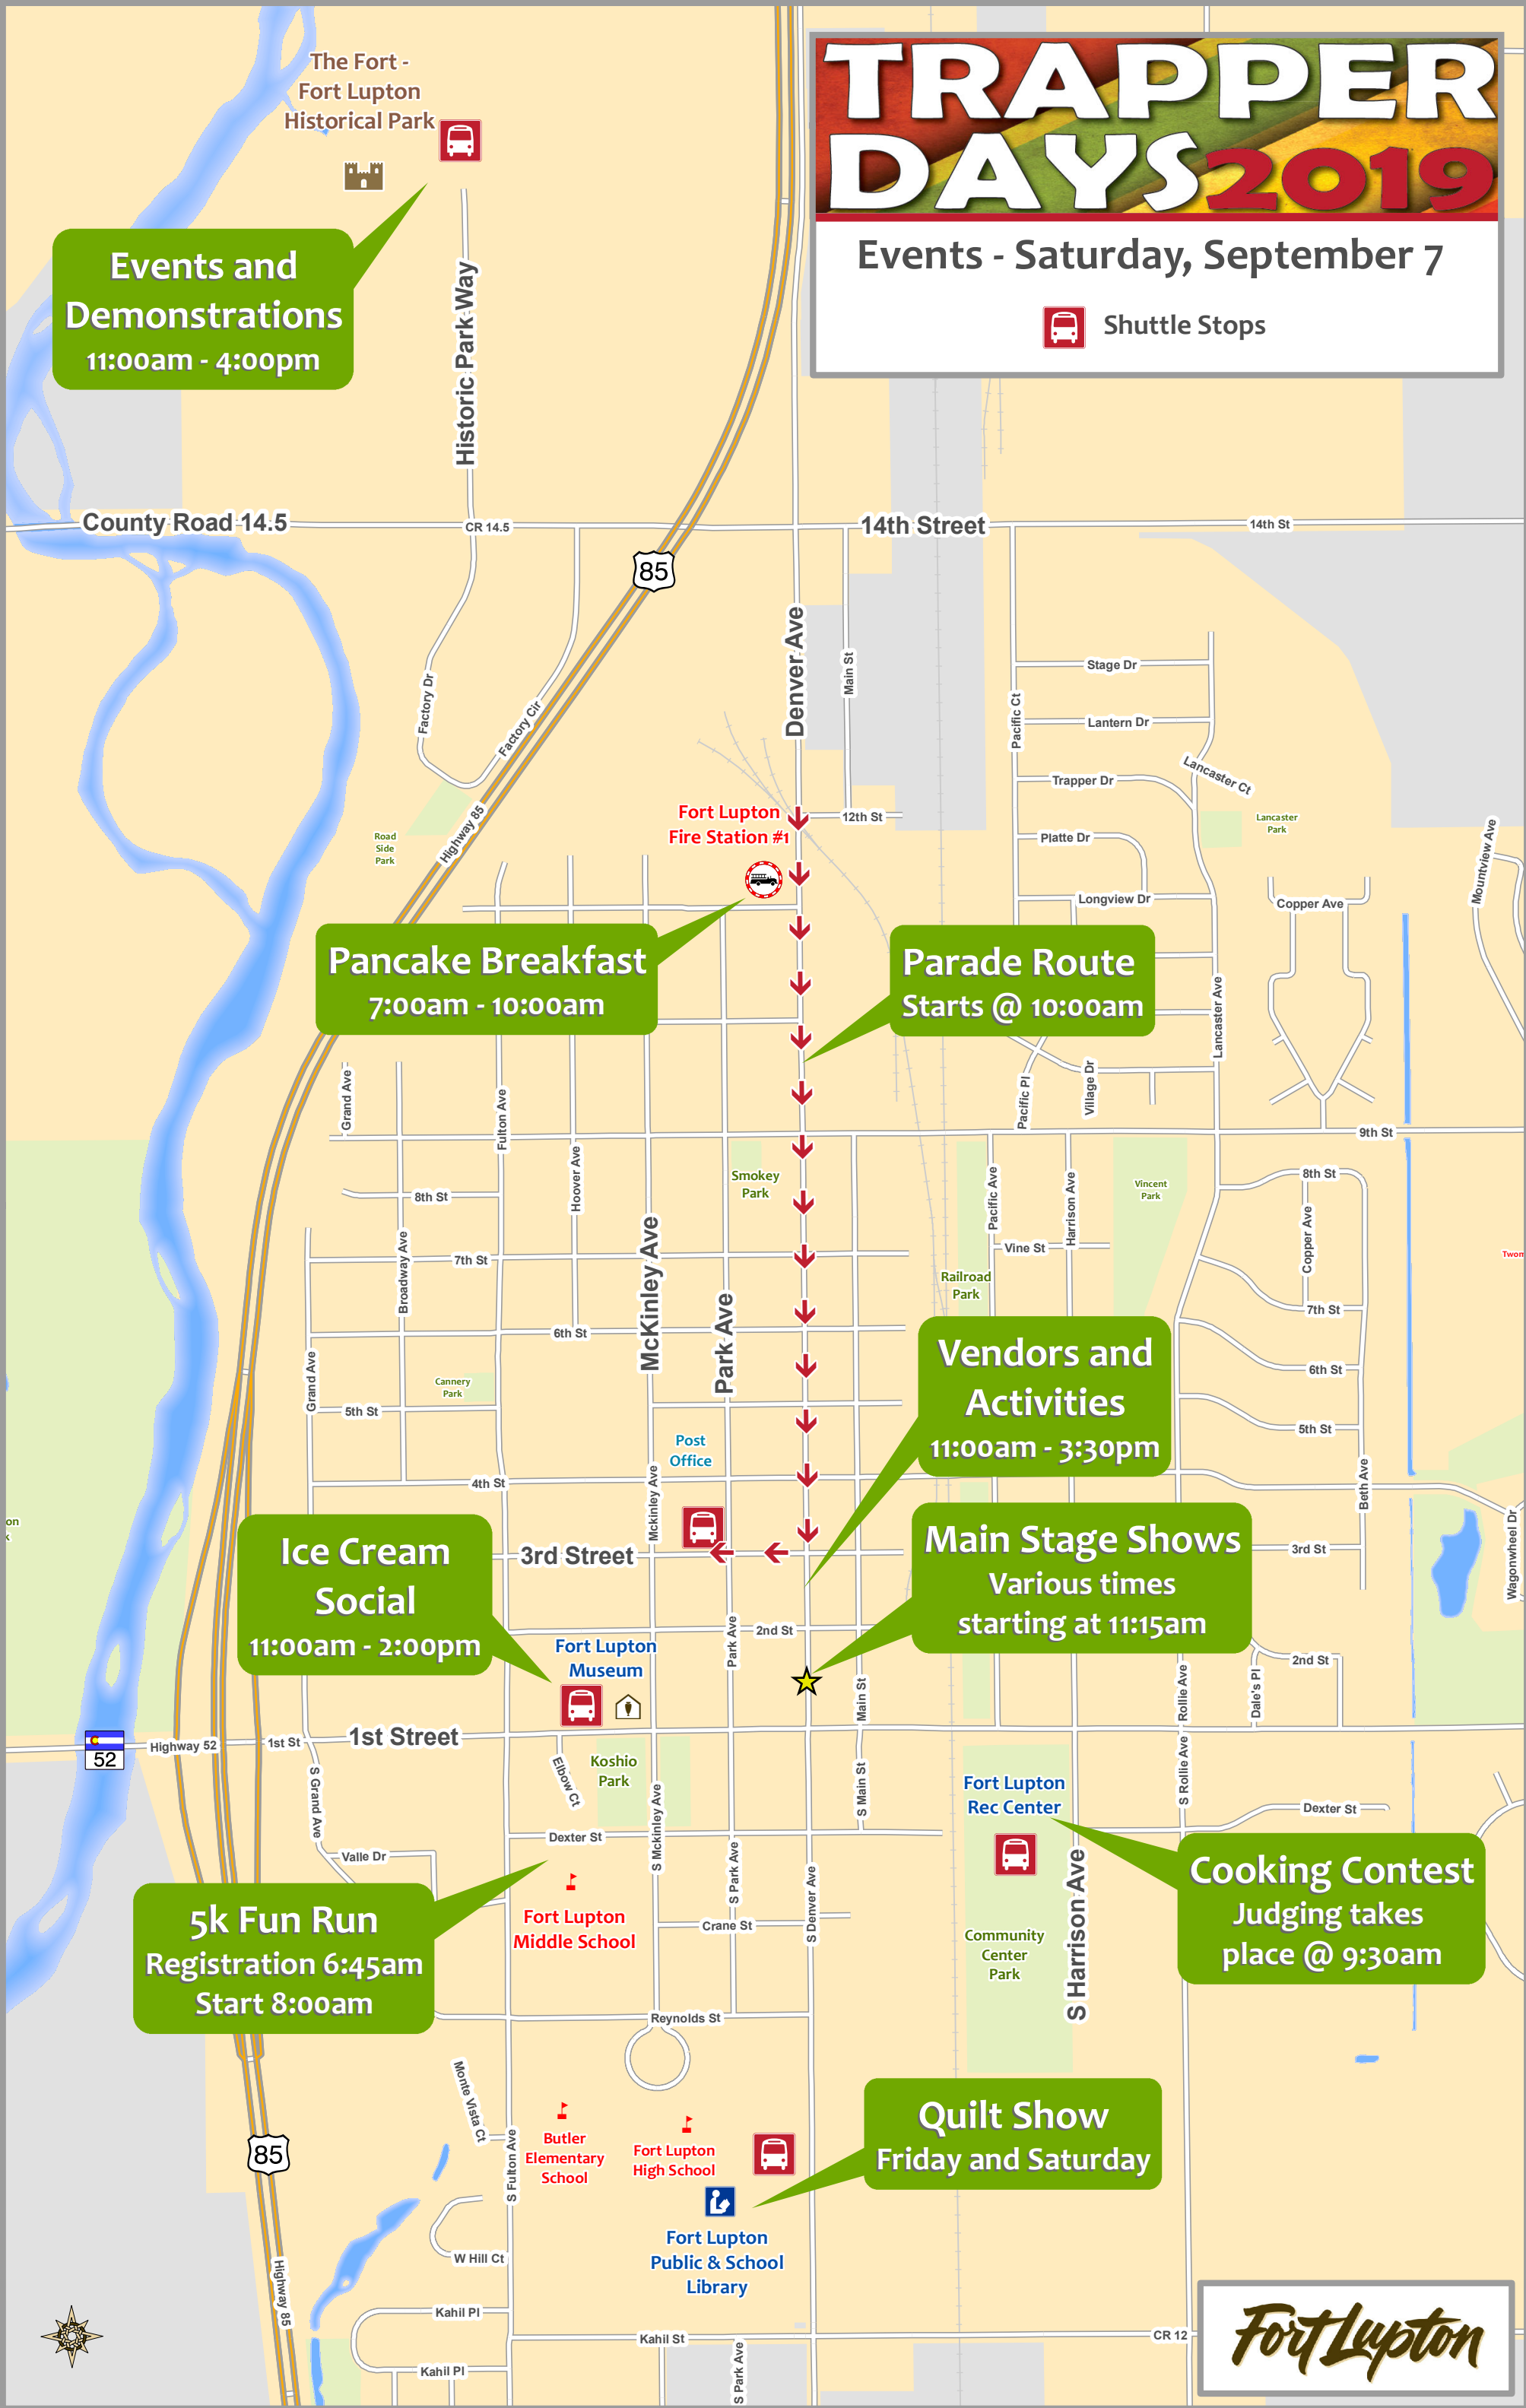 TRAPPER
DAYS 2019
Events - Saturday, September 7
Shuttle Stops
The Fort -
Fort Lupton
Historical Park
Events and
Demonstrations
11:00am - 4:00pm
Historic Park Way
County Road 14.5
CR 14.5
14th Street
14th St
85
Denver Ave
Main St
Stage Dr
Pacific Ct
Lantern Dr
Factory Dr
Factory Cir
Lancaster Ct
Trapper Dr
Fort Lupton
Fire Station #1
12th St
Lancaster
Park
Road
Side
Park
Highway 85
Platte Dr
Mountview Ave
Longview Dr
Copper Ave
Pancake Breakfast
7:00am - 10:00am
Parade Route
Starts @ 10:00am
Lancaster Ave
Grand Ave
Fulton Ave
Pacific Pl
Village Dr
9th St
Hoover Ave
Smokey
Park
Pacific Ave
Harrison Ave
Vincent
Park
8th St
8th St
Broadway Ave
McKinley Ave
Vine St
Copper Ave
7th St
Twom
Railroad
Park
7th St
6th St
Park Ave
Grand Ave
Cannery
Park
5th St
Vendors and
Activities
11:00am - 3:30pm
6th St
5th St
Post
Office
4th St
Mckinley Ave
Beth Ave
on
k
Ice Cream
Social
11:00am - 2:00pm
3rd Street
Main Stage Shows
Various times
starting at 11:15am
3rd St
Wagonwheel Dr
Fort Lupton
Museum
Park Ave
2nd St
2nd St
Main St
Rollie Ave
Dale's Pl
52
Highway 52
1st St
1st Street
Elbow Ct
Koshio
Park
S Grand Ave
S Mckinley Ave
S Main St
Fort Lupton
Rec Center
S Rollie Ave
Dexter St
Dexter St
Valle Dr
S Park Ave
S Denver Ave
Cooking Contest
Judging takes
place @ 9:30am
5k Fun Run
Registration 6:45am
Start 8:00am
Fort Lupton
Middle School
Crane St
Community
Center
Park
S Harrison Ave
Reynolds St
Monte Vista Ct
Quilt Show
Friday and Saturday
85
Butler
Elementary
School
Fort Lupton
High School
S Fulton Ave
Fort Lupton
Public & School
Library
W Hill Ct
Highway 85
Kahil Pl
Kahil St
CR 12
Kahil Pl
S Park Ave
Fort Lupton